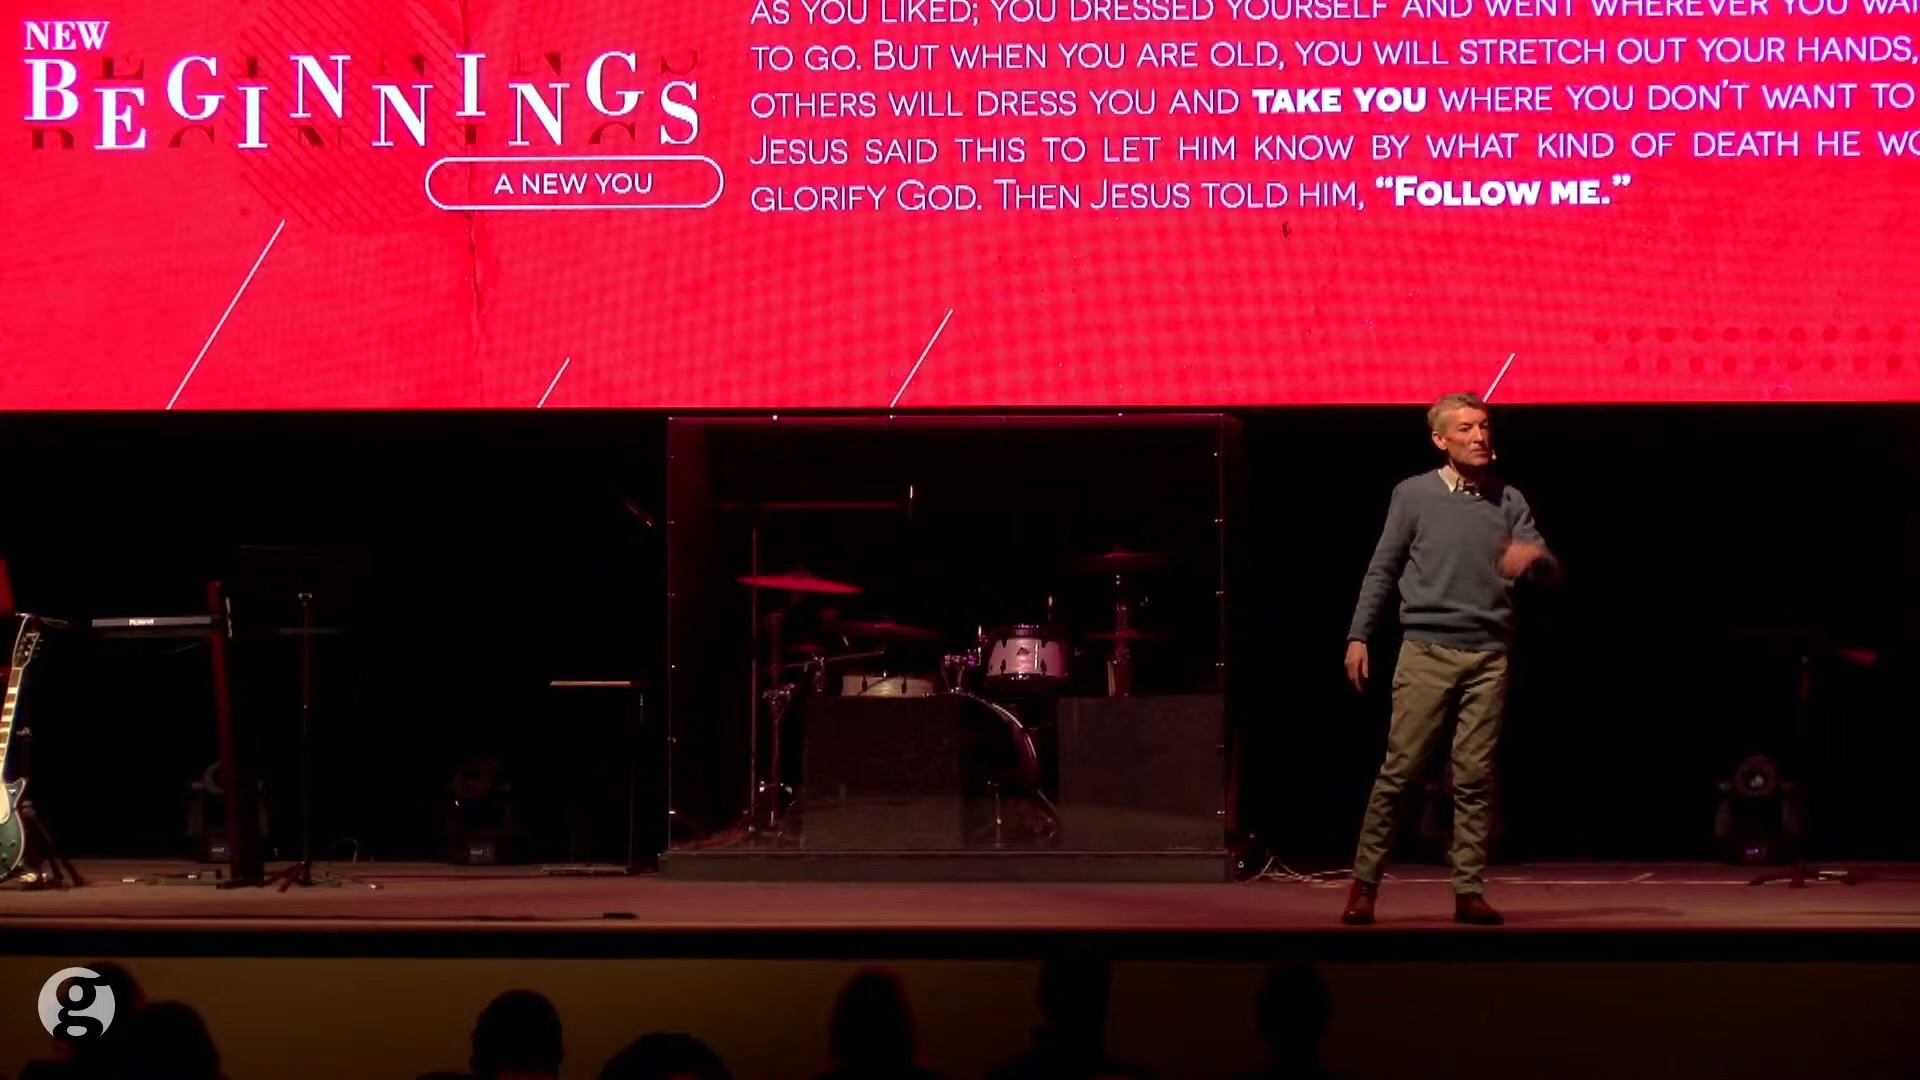 NEW
BEGINNINGS
A NEW YOU
AS YOU LIKED; YOU DRESSED YOURSELF AND WENT WHEREVER YOU
TO GO. BUT WHEN YOU ARE OLD, YOU WILL STRETCH OUT YOUR HANDS,
OTHERS WILL DRESS YOU AND TAKE YOU WHERE YOU DON'T WANT TO
JESUS SAID THIS TO LET HIM KNOW BY WHAT KIND OF DEATH HE
GLORIFY GOD. THEN JESUS TOLD HIM, “FOLLOW ME.”
Roland
g